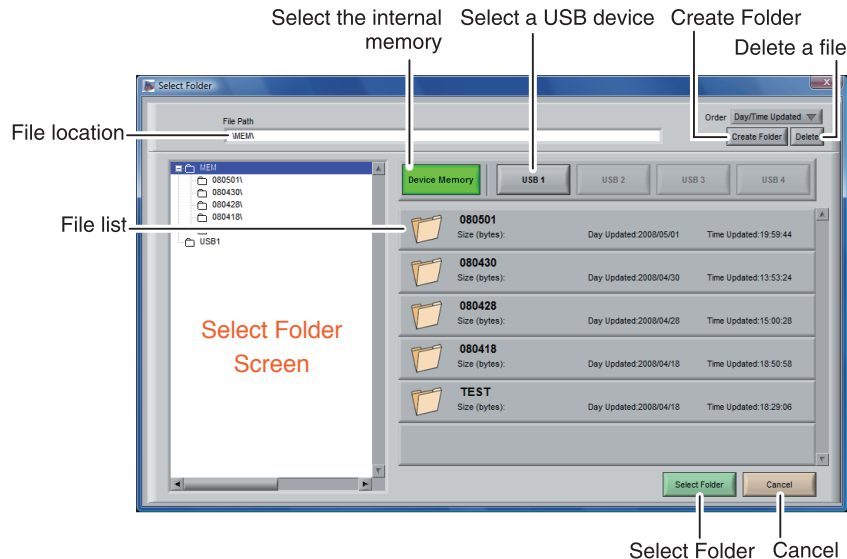 Select the internal
memory
Select a USB device
Create Folder
Delete a file
Select Folder
File Path
Order
Day/Time Updated
File location
\MEM\
Create Folder
Delete
MEM
080501\
080430\
080428\
080418\
USB1
Device Memory
USB 1
USB 2
USB 3
USB 4
File list
080501
Size (bytes):
Day Updated:2008/05/01
Time Updated:19:59:44
080430
Size (bytes):
Day Updated:2008/04/30
Time Updated:13:53:24
080428
Size (bytes):
Day Updated:2008/04/28
Time Updated:15:00:28
080418
Size (bytes):
Day Updated:2008/04/18
Time Updated:18:50:58
TEST
Size (bytes):
Day Updated:2008/04/18
Time Updated:18:29:06
Select Folder
Screen
Select Folder
Cancel
Select Folder
Cancel